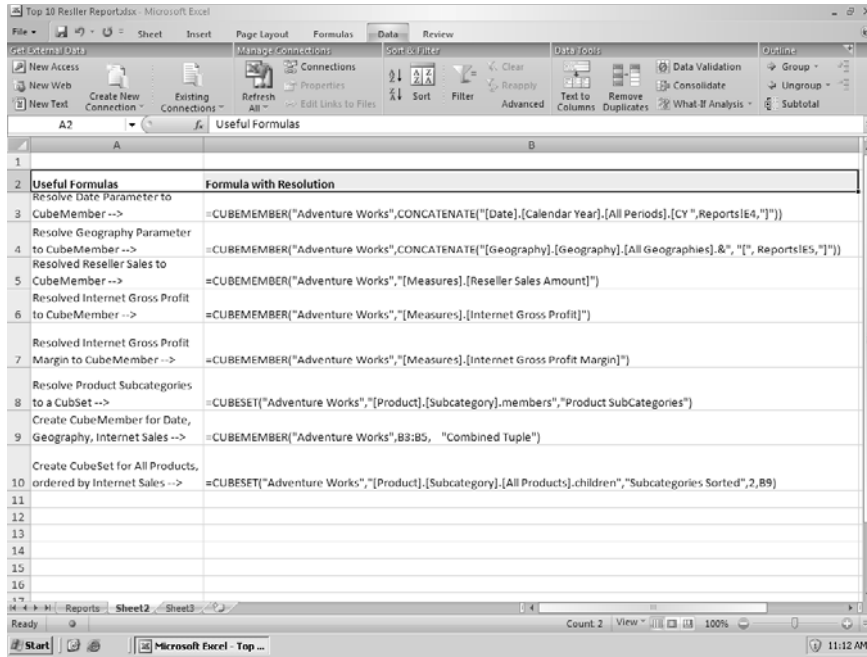 Top 10 Resller Report.xlsx - Microsoft Excel
File Sheet Insert Page Layout Formulas Data Review
Get External Data Manage Connections Sort & Filter Data Tools Outline
New Access
New Web
New Text
Create New Connection
Existing Connections
Refresh All
Connections
Properties
Edit Links to Files
Sort
Filter
Clear
Reapply
Advanced
Text to Columns
Remove Duplicates
Data Validation
Consolidate
What-If Analysis
Group
Ungroup
Subtotal
A2 fx Useful Formulas
A B
1
2 Useful Formulas Formula with Resolution
Resolve Date Parameter to
3 CubeMember --> =CUBEMEMBER("Adventure Works",CONCATENATE("[Date].[Calendar Year].[All Periods].[CY ",Reports!E4,"]"))
Resolve Geography Parameter
4 to CubeMember --> =CUBEMEMBER("Adventure Works",CONCATENATE("[Geography].[Geography].[All Geographies].&", "[", Reports!E5,"]"))
Resolved Reseller Sales to
5 CubeMember --> =CUBEMEMBER("Adventure Works","[Measures].[Reseller Sales Amount]")
Resolved Internet Gross Profit
6 to CubeMember --> =CUBEMEMBER("Adventure Works","[Measures].[Internet Gross Profit]")
Resolved Internet Gross Profit
7 Margin to CubeMember --> =CUBEMEMBER("Adventure Works","[Measures].[Internet Gross Profit Margin]")
Resolve Product Subcategories
8 to a CubSet --> =CUBESET("Adventure Works","[Product].[Subcategory].members","Product SubCategories")
Create CubeMember for Date,
9 Geography, Internet Sales --> =CUBEMEMBER("Adventure Works",B3:B5, "Combined Tuple")
Create CubeSet for All Products,
10 ordered by Internet Sales --> =CUBESET("Adventure Works","[Product].[Subcategory].[All Products].children","Subcategories Sorted",2,B9)
11
12
13
14
15
16
17
Reports Sheet2 Sheet3
Ready Count: 2 View 100%
Start Microsoft Excel - Top ... 11:12 AM